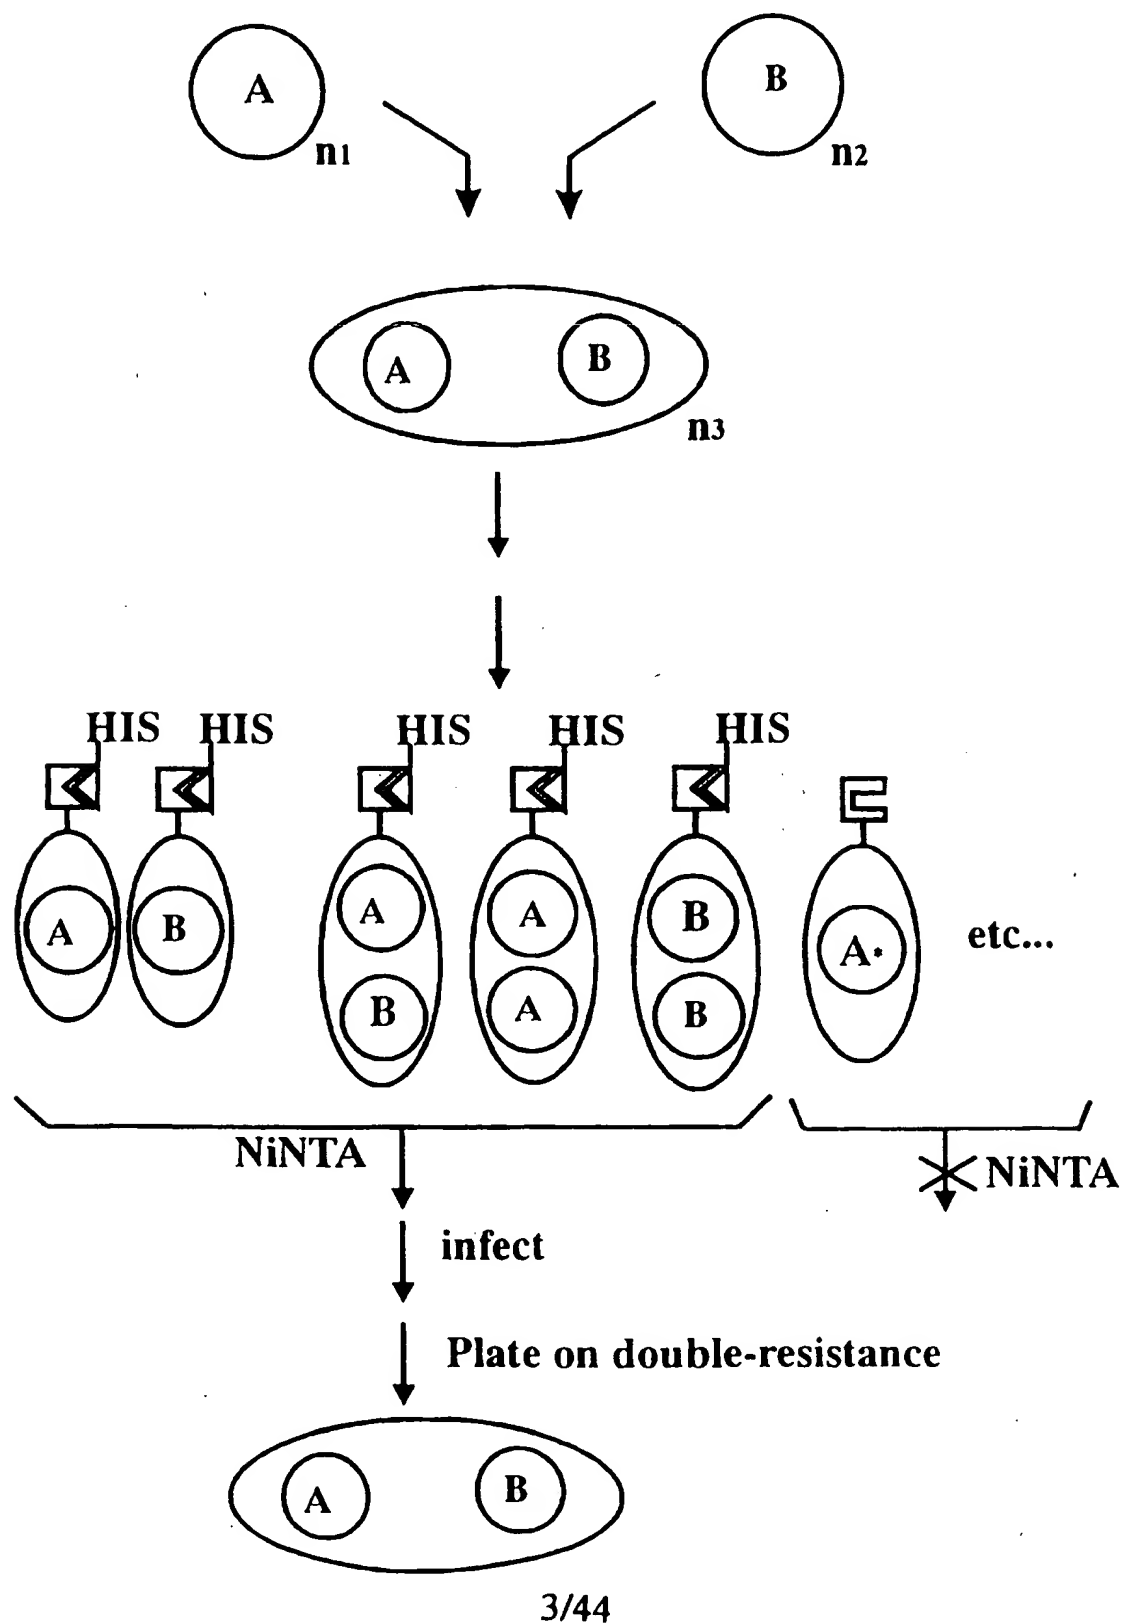 A B
n1 n2
A B
n3
HIS HIS HIS HIS HIS
A B A A B A* etc...
B A B
NiNTA NiNTA
infect
Plate on double-resistance
A B
3/44